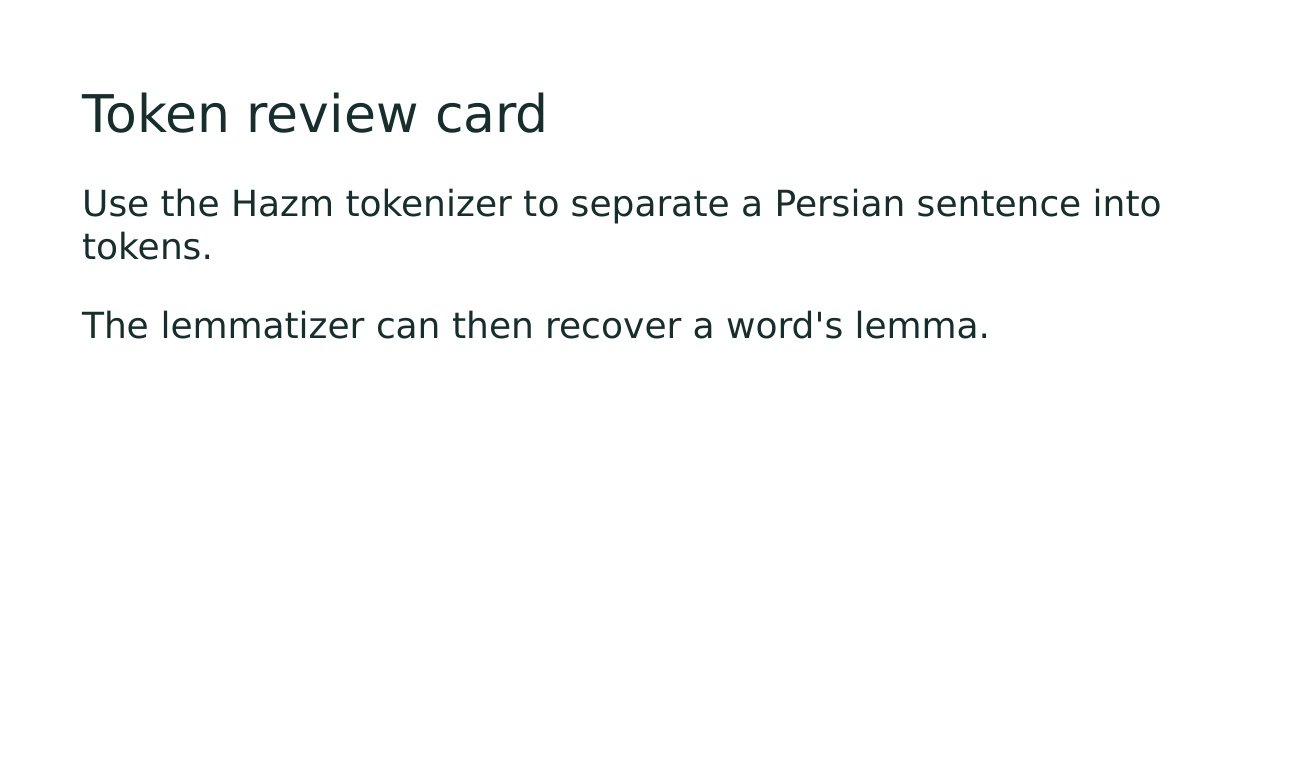 Token review card
Use the Hazm tokenizer to separate a Persian sentence into
tokens.
The lemmatizer can then recover a word's lemma.